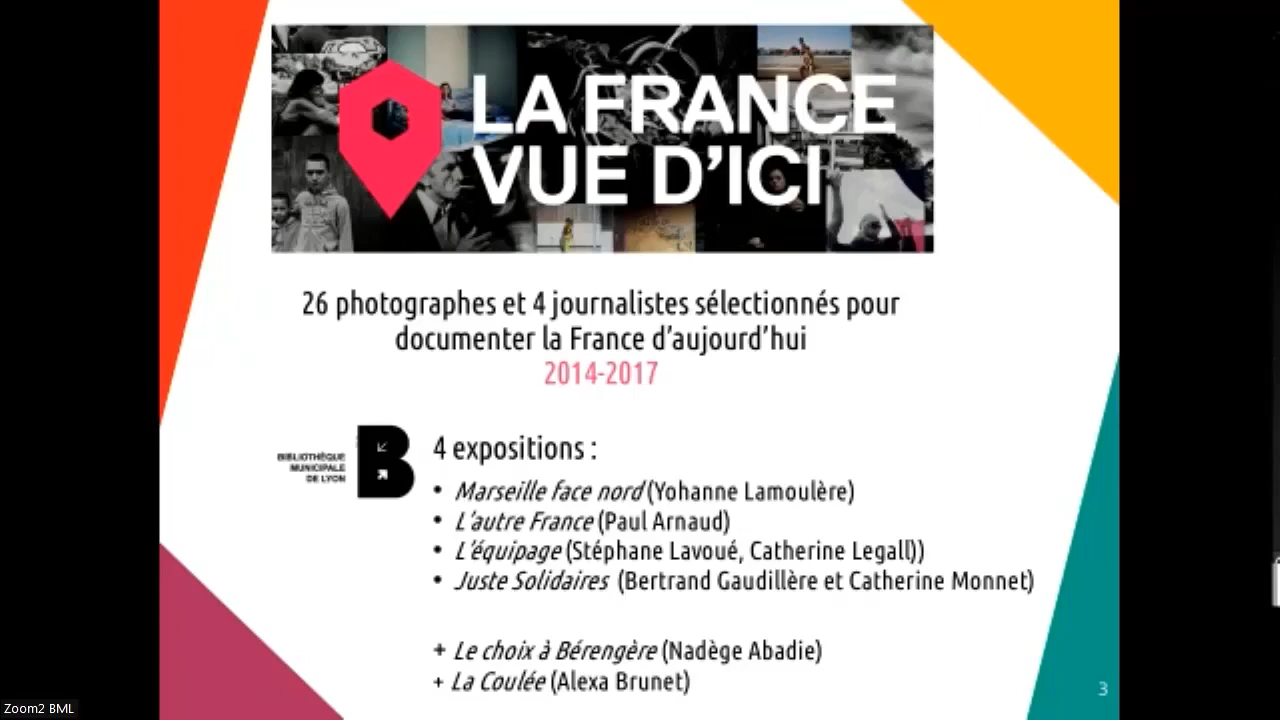 LA FRANCE
VUE D'ICI
26 photographes et 4 journalistes sélectionnés pour
documenter la France d'aujourd'hui
2014-2017
BIBLIOTHÈQUE
MUNICIPALE
DE LYON
B
4 expositions :
• Marseille face nord (Yohanne Lamoulère)
• L'autre France (Paul Arnaud)
• L'équipage (Stéphane Lavoué, Catherine Legall))
• Juste Solidaires (Bertrand Gaudillère et Catherine Monnet)
+ Le choix à Bérengère (Nadège Abadie)
+ La Coulée (Alexa Brunet)
3
Zoom2 BML